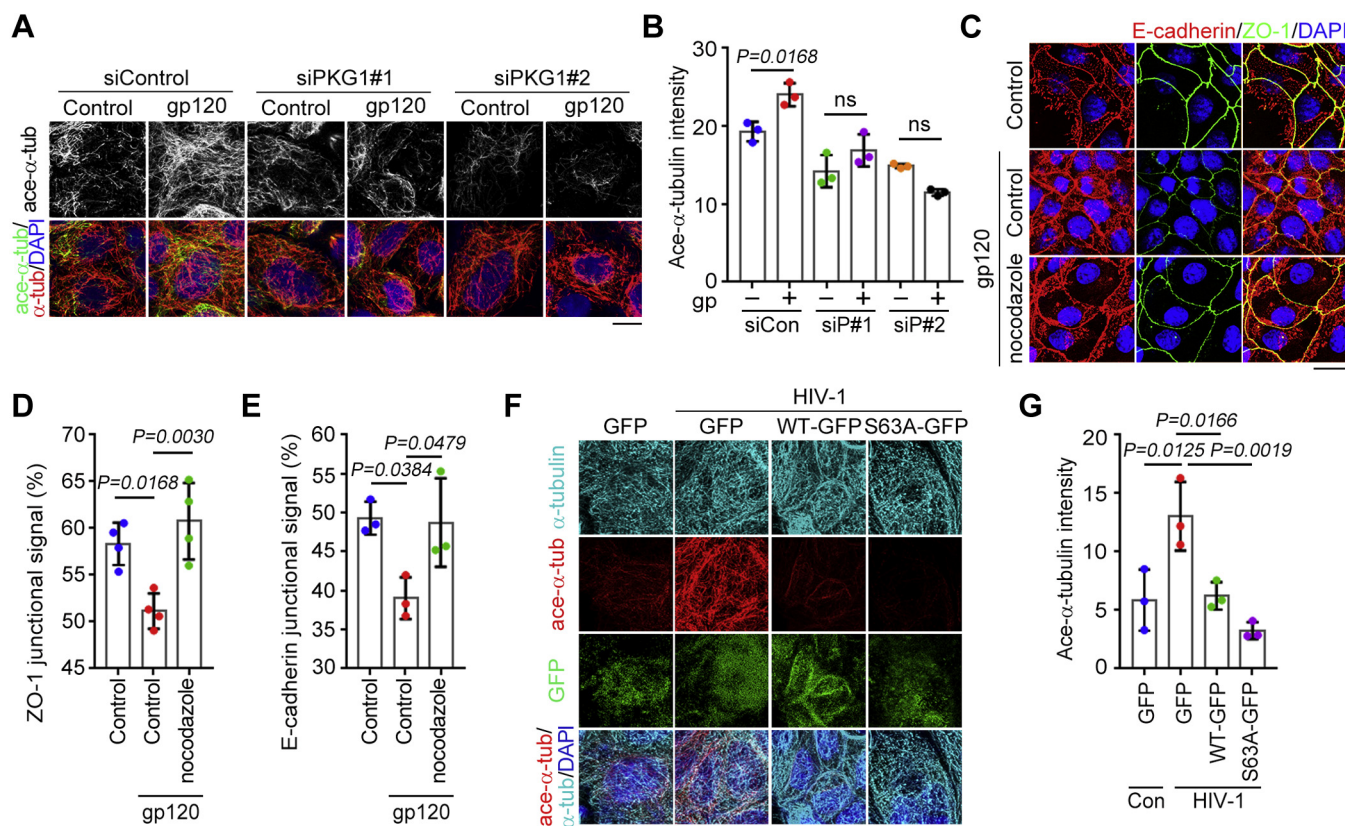 A
siControl siPKG1#1 siPKG1#2
Control gp120 Control gp120 Control gp120
ace-α-tub
ace-α-tub/
α-tub/DAPI
B
30
20
10
0
Ace-α-tubulin intensity
P=0.0168
ns
ns
gp − + − + − +
siCon siP#1 siP#2
C
E-cadherin/ZO-1/DAPI
Control
Control
nocodazole
gp120
D
70
65
60
55
50
45
ZO-1 junctional signal (%)
P=0.0030
P=0.0168
Control
Control
nocodazole
gp120
E
60
55
50
45
40
35
30
E-cadherin junctional signal (%)
P=0.0479
P=0.0384
Control
Control
nocodazole
gp120
F
HIV-1
GFP GFP WT-GFP S63A-GFP
α-tubulin
ace-α-tub
GFP
ace-α-tub/
α-tub/DAPI
G
20
15
10
5
0
Ace-α-tubulin intensity
P=0.0166
P=0.0125 P=0.0019
GFP
GFP
WT-GFP
S63A-GFP
Con HIV-1